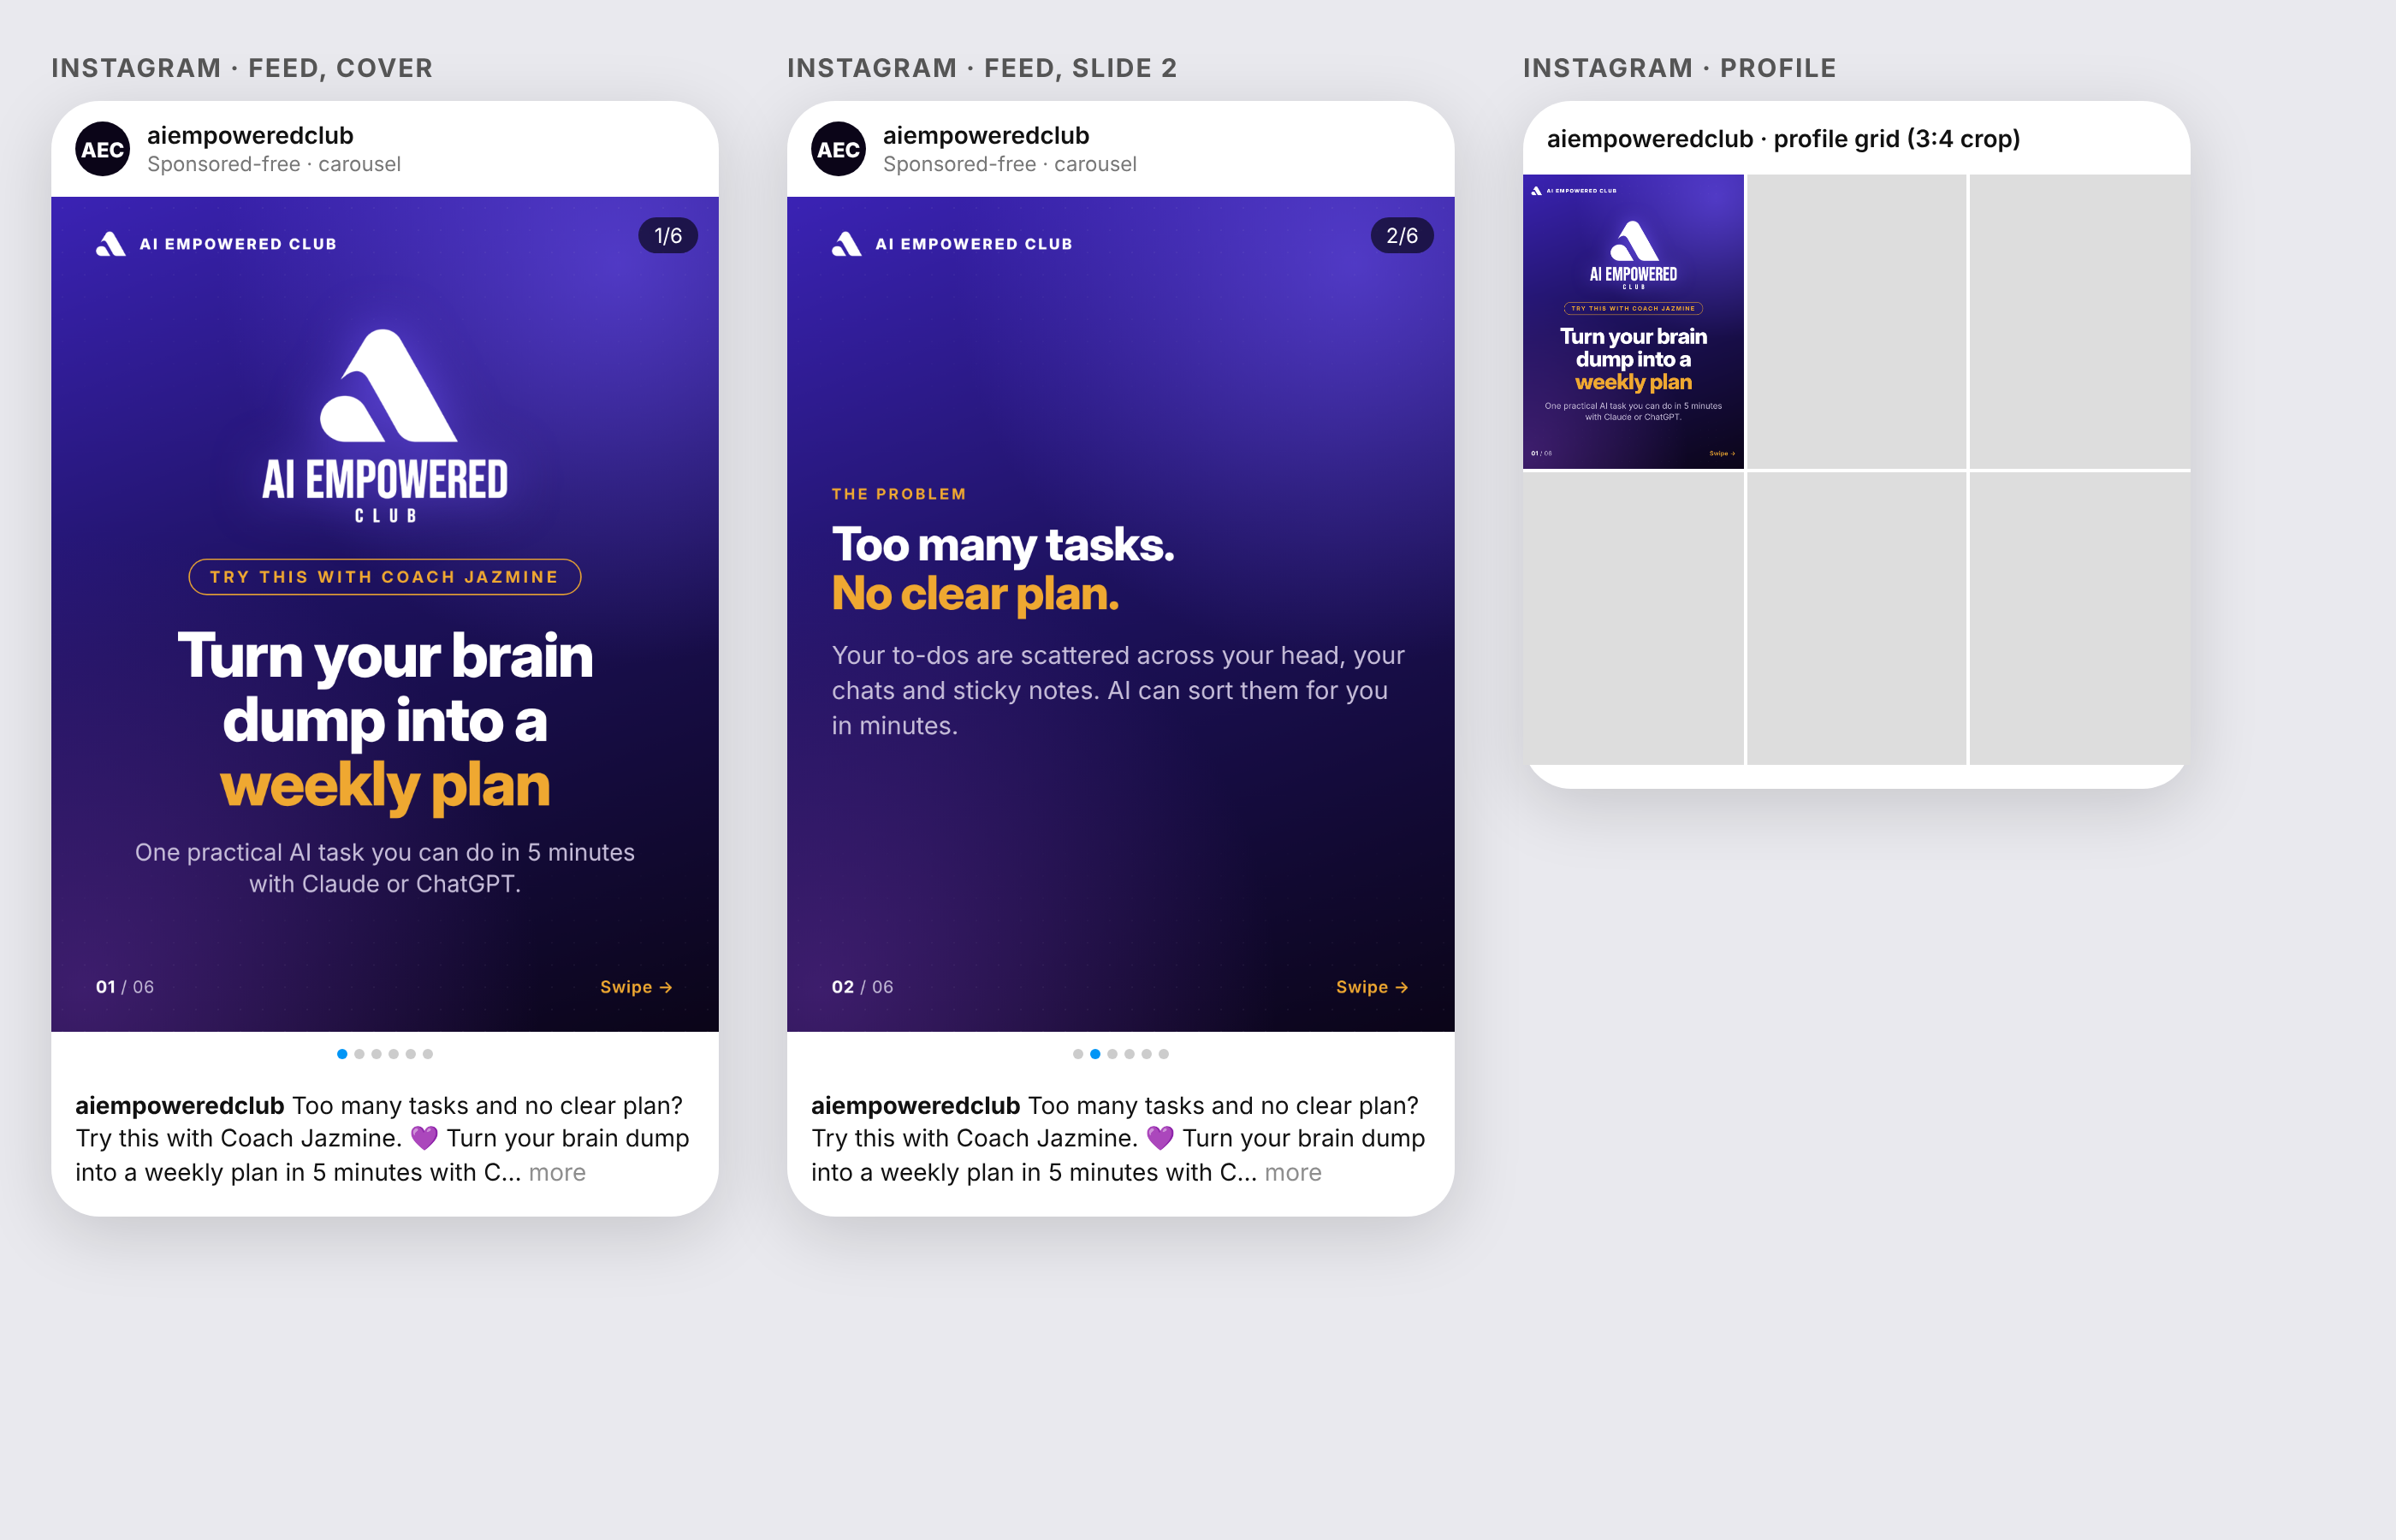 INSTAGRAM · FEED, COVER
AEC
aiempoweredclub
Sponsored-free · carousel
AI EMPOWERED CLUB
1/6
AI EMPOWERED
CLUB
TRY THIS WITH COACH JAZMINE
Turn your brain
dump into a
weekly plan
One practical AI task you can do in 5 minutes
with Claude or ChatGPT.
01 / 06
Swipe →
aiempoweredclub Too many tasks and no clear plan?
Try this with Coach Jazmine. 💜 Turn your brain dump
into a weekly plan in 5 minutes with C... more
INSTAGRAM · FEED, SLIDE 2
AEC
aiempoweredclub
Sponsored-free · carousel
AI EMPOWERED CLUB
2/6
THE PROBLEM
Too many tasks.
No clear plan.
Your to-dos are scattered across your head, your
chats and sticky notes. AI can sort them for you
in minutes.
02 / 06
Swipe →
aiempoweredclub Too many tasks and no clear plan?
Try this with Coach Jazmine. 💜 Turn your brain dump
into a weekly plan in 5 minutes with C... more
INSTAGRAM · PROFILE
aiempoweredclub · profile grid (3:4 crop)
AI EMPOWERED CLUB
AI EMPOWERED
CLUB
TRY THIS WITH COACH JAZMINE
Turn your brain
dump into a
weekly plan
One practical AI task you can do in 5 minutes
with Claude or ChatGPT.
01 / 06
Swipe →